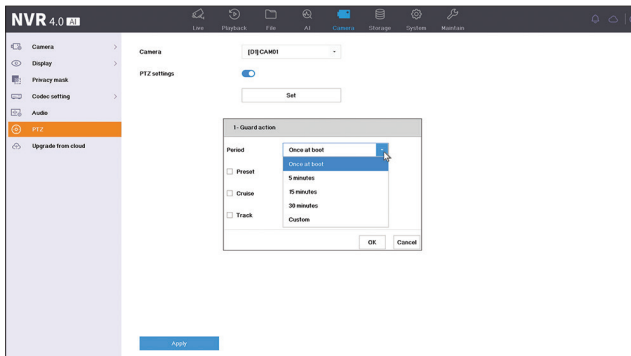 NVR 4.0 AI
Live Playback File AI Camera Storage System Maintain
Camera
Display
Privacy mask
Codec setting
Audio
PTZ
Upgrade from cloud
Camera [01]CAM01
PTZ settings
Set
1- Guard action
Period Once at boot
Once at boot
Preset
5 minutes
15 minutes
Cruise
30 minutes
Track
Custom
OK Cancel
Apply